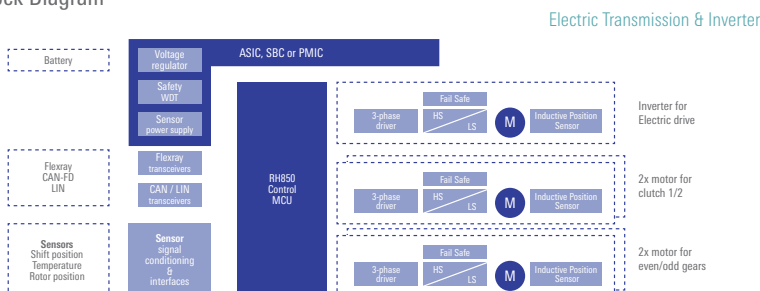 ck Diagram
Electric Transmission & Inverter
Battery
Voltage
regulator
Safety
WDT
Sensor
power supply
ASIC, SBC or PMIC
Flexray
CAN-FD
LIN
Flexray
transceivers
CAN / LIN
transceivers
Sensors
Shift position
Temperature
Rotor position
Sensor
signal
conditioning
&
interfaces
RH850
Control
MCU
Fail Safe
3-phase
driver
HS
LS
M
Inductive Position
Sensor
Inverter for
Electric drive
Fail Safe
3-phase
driver
HS
LS
M
Inductive Position
Sensor
2x motor for
clutch 1/2
Fail Safe
3-phase
driver
HS
LS
M
Inductive Position
Sensor
2x motor for
even/odd gears